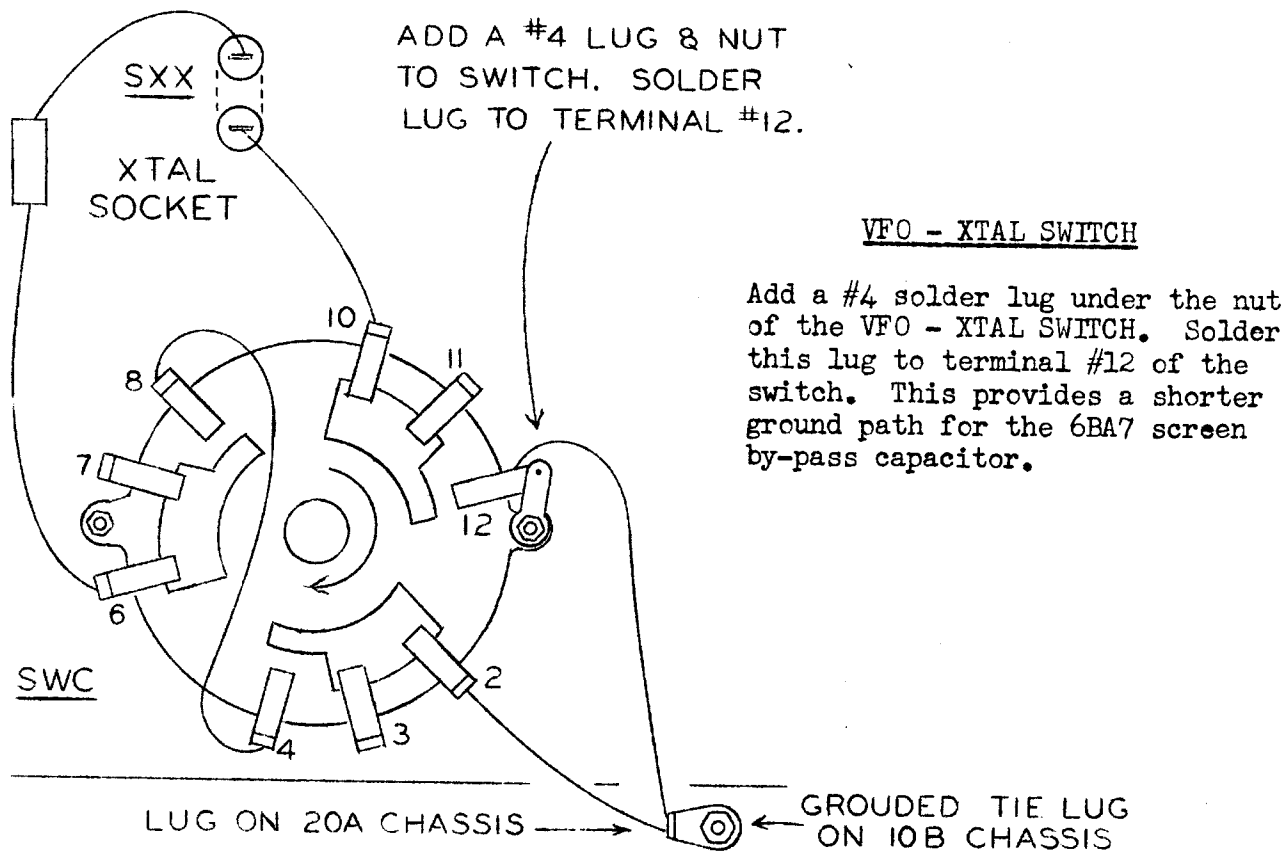 ADD A #4 LUG & NUT
TO SWITCH. SOLDER
LUG TO TERMINAL #12.
SXX
XTAL
SOCKET
VFO - XTAL SWITCH
Add a #4 solder lug under the nut
of the VFO - XTAL SWITCH. Solder
this lug to terminal #12 of the
switch. This provides a shorter
ground path for the 6BA7 screen
by-pass capacitor.
10
11
8
7
12
6
2
SWC
4
3
LUG ON 20A CHASSIS
GROUDED TIE LUG
ON 10B CHASSIS